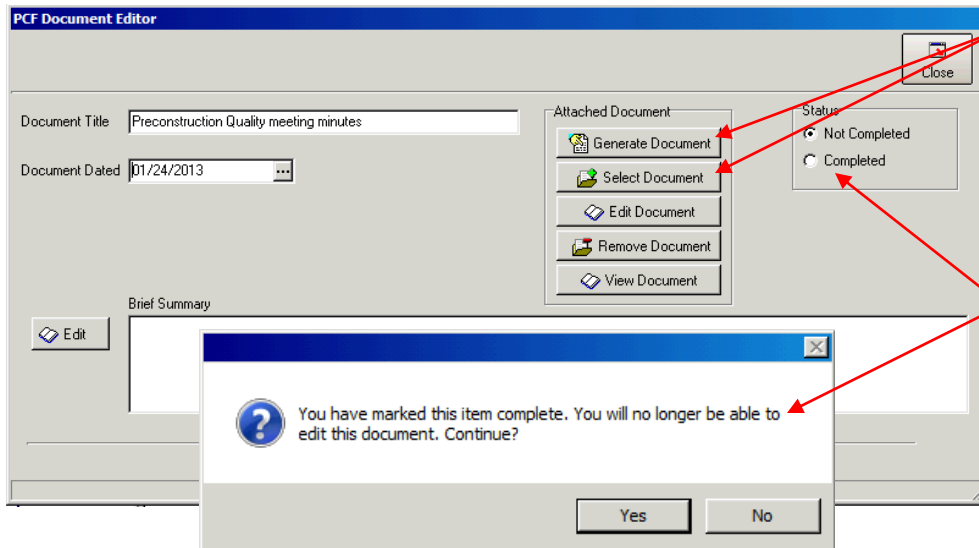 PCF Document Editor
Close
Document Title
Preconstruction Quality meeting minutes
Document Dated
01/24/2013
...
Attached Document
Generate Document
Select Document
Edit Document
Remove Document
View Document
Status
Not Completed
Completed
Brief Summary
Edit
You have marked this item complete. You will no longer be able to
edit this document. Continue?
Yes
No